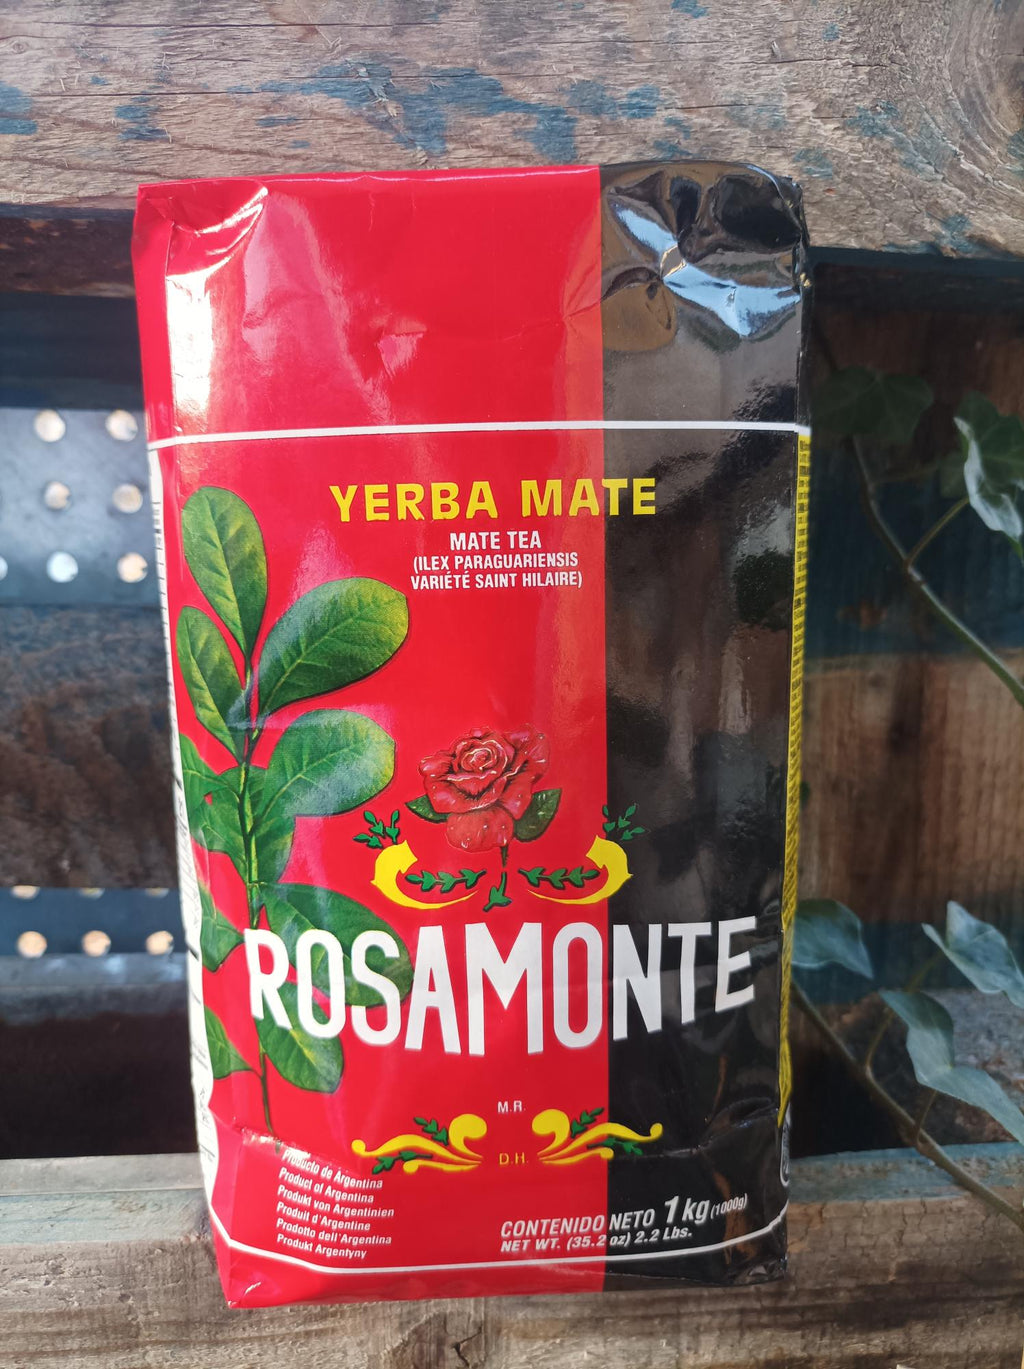 YERBA MATE
MATE TEA
(ILEX PARAGUARIENSIS
VARIÉTÉ SAINT HILAIRE)
ROSAMONTE
M.R.
D.H.
Producto de Argentina
Product of Argentina
Produkt von Argentinien
Produit d'Argentine
Prodotto dell'Argentina
Produkt Argentyny
CONTENIDO NETO 1 kg (1000g)
NET WT. (35.2 oz) 2.2 Lbs.